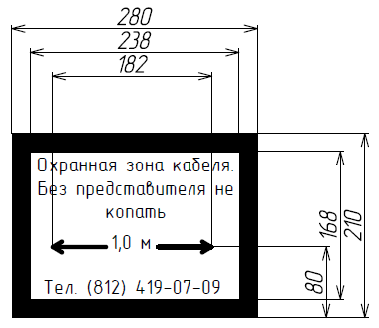 280
238
182
Охранная зона кабеля.
Без представителя не
копать
1,0 м
Тел. (812) 419-07-09
168
210
80